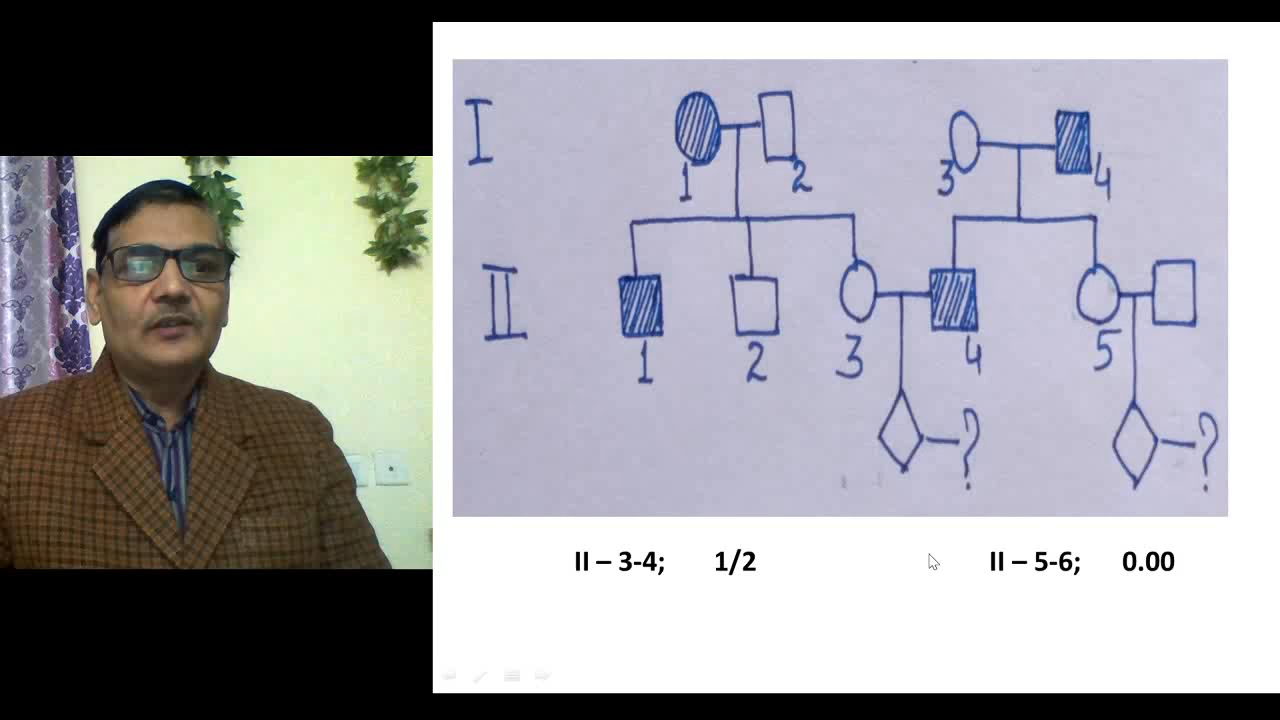 I
1 2 3 4
II
1 2 3 4 5
? ?
II – 3-4; 1/2 II – 5-6; 0.00